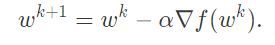 w^{k+1} = w^k − α∇f(w^k).